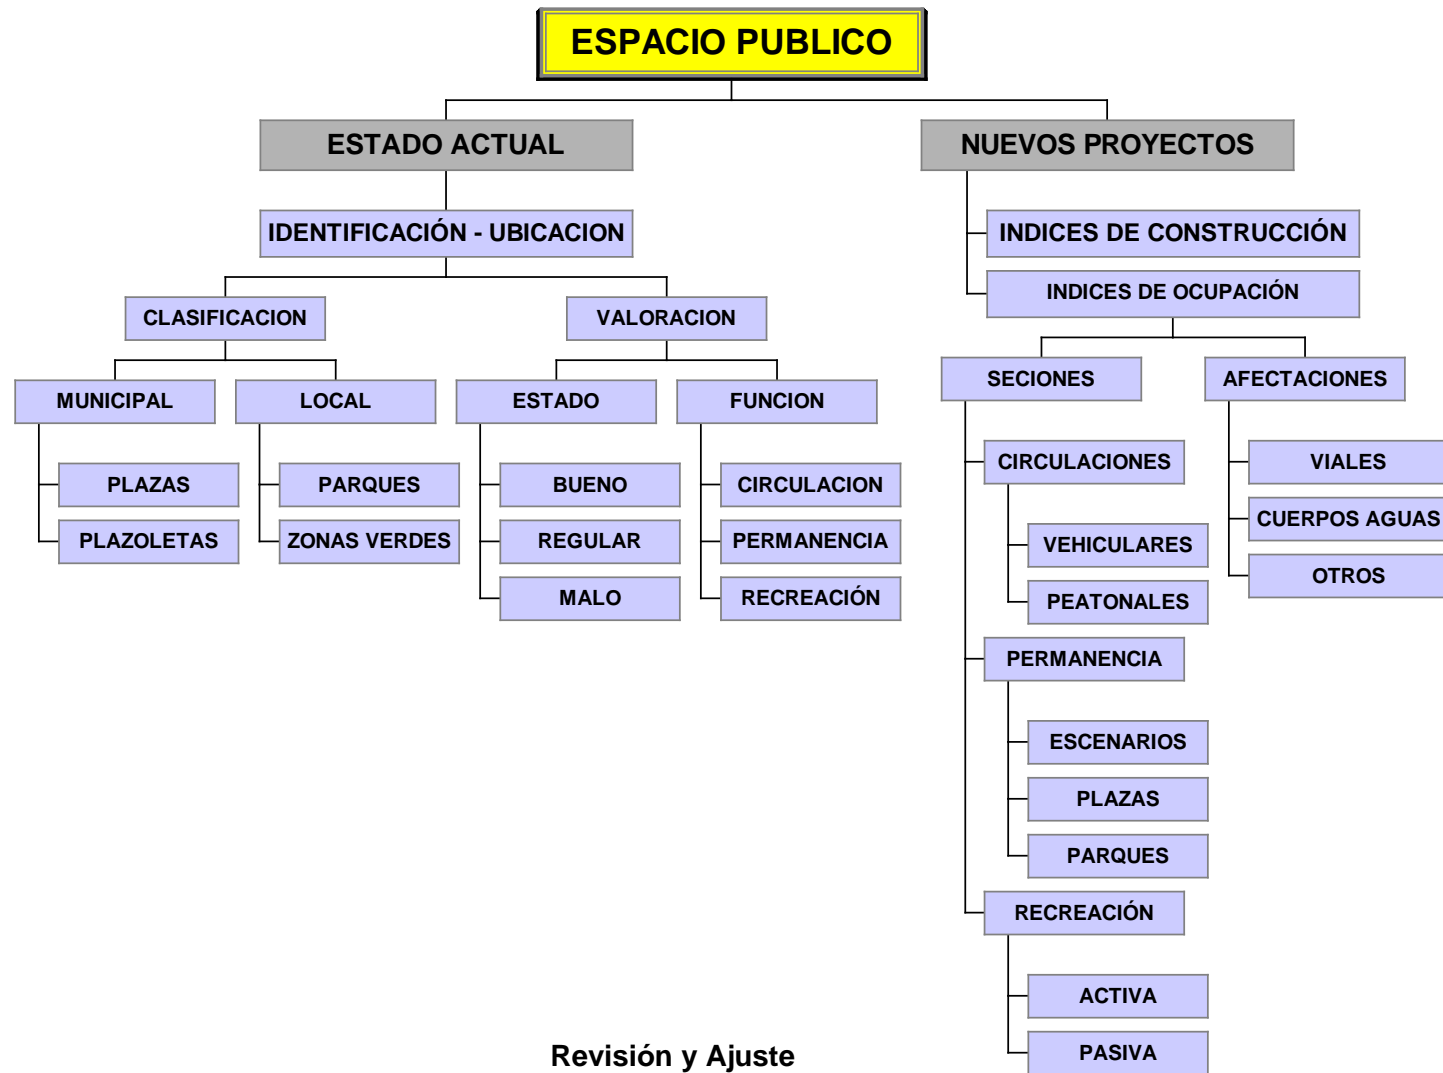 ESPACIO PUBLICO
ESTADO ACTUAL
NUEVOS PROYECTOS
IDENTIFICACIÓN - UBICACION
INDICES DE CONSTRUCCIÓN
INDICES DE OCUPACIÓN
CLASIFICACION
VALORACION
MUNICIPAL
LOCAL
ESTADO
FUNCION
SECIONES
AFECTACIONES
PLAZAS
PLAZOLETAS
PARQUES
ZONAS VERDES
BUENO
REGULAR
MALO
CIRCULACION
PERMANENCIA
RECREACIÓN
CIRCULACIONES
VEHICULARES
PEATONALES
PERMANENCIA
ESCENARIOS
PLAZAS
PARQUES
RECREACIÓN
ACTIVA
PASIVA
VIALES
CUERPOS AGUAS
OTROS
Revisión y Ajuste